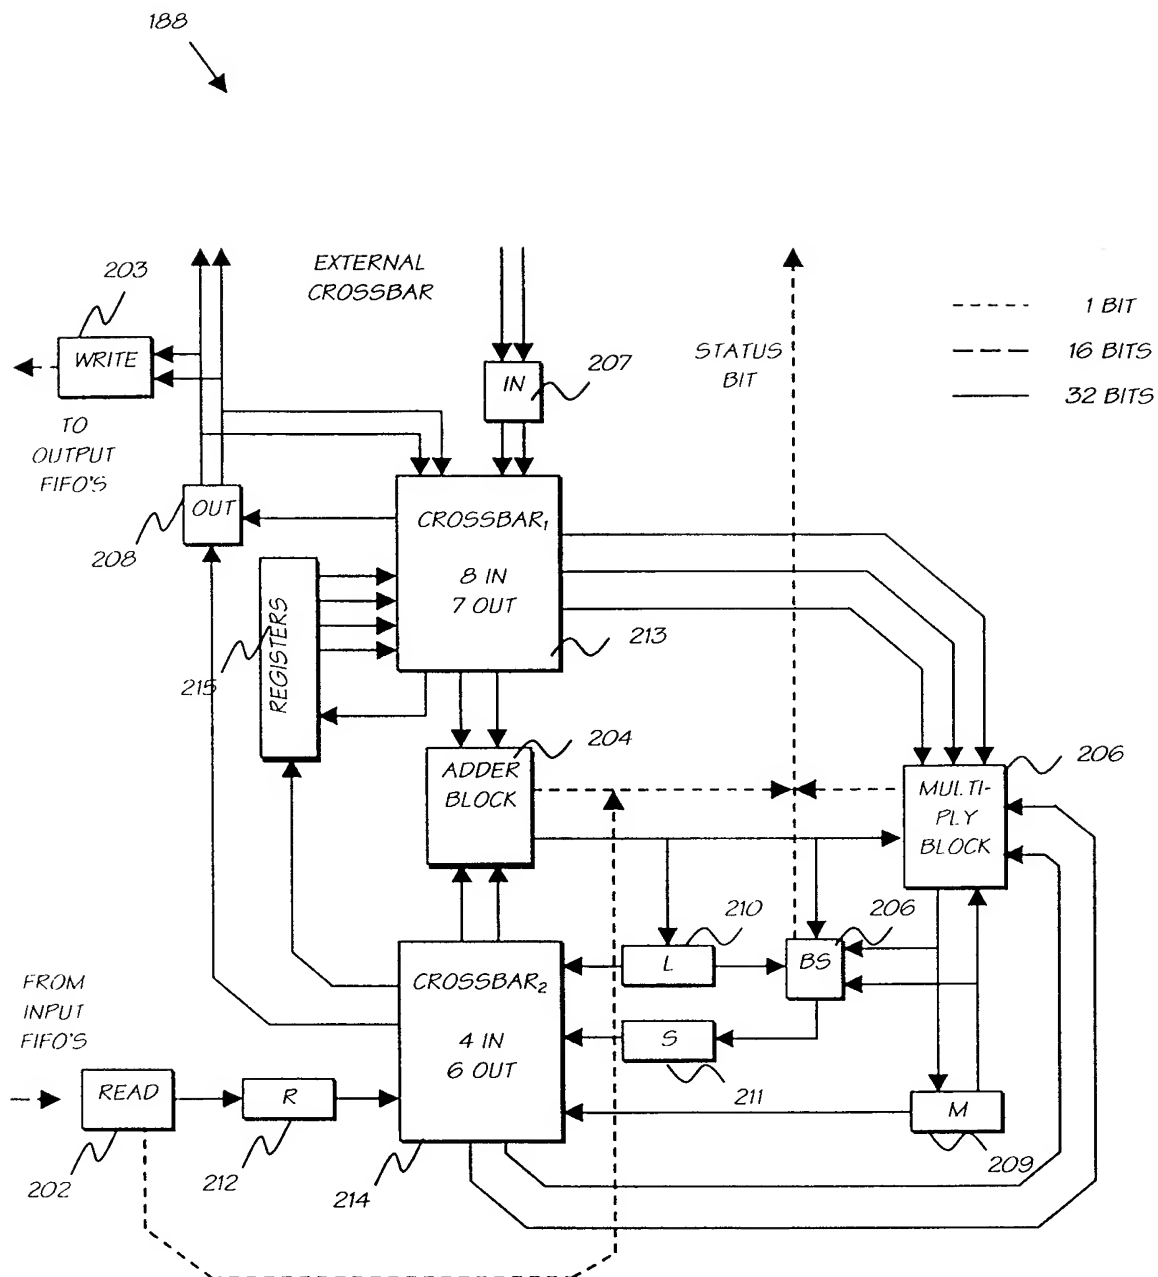 188
203
EXTERNAL
CROSSBAR
1 BIT
WRITE
STATUS
BIT
16 BITS
207
IN
32 BITS
TO
OUTPUT
FIFO'S
OUT
208
CROSSBAR₁
8 IN
7 OUT
213
REGISTERS
215
204
ADDER
BLOCK
206
MULTI-
PLY
BLOCK
210
206
L
BS
FROM
INPUT
FIFO'S
CROSSBAR₂
4 IN
6 OUT
S
211
READ
R
M
202
212
214
209